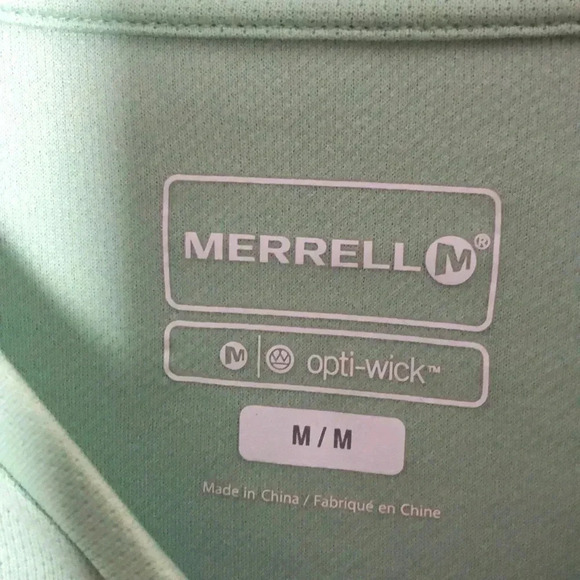 MERRELL M®
M opti-wick™
M / M
Made in China / Fabriqué en Chine